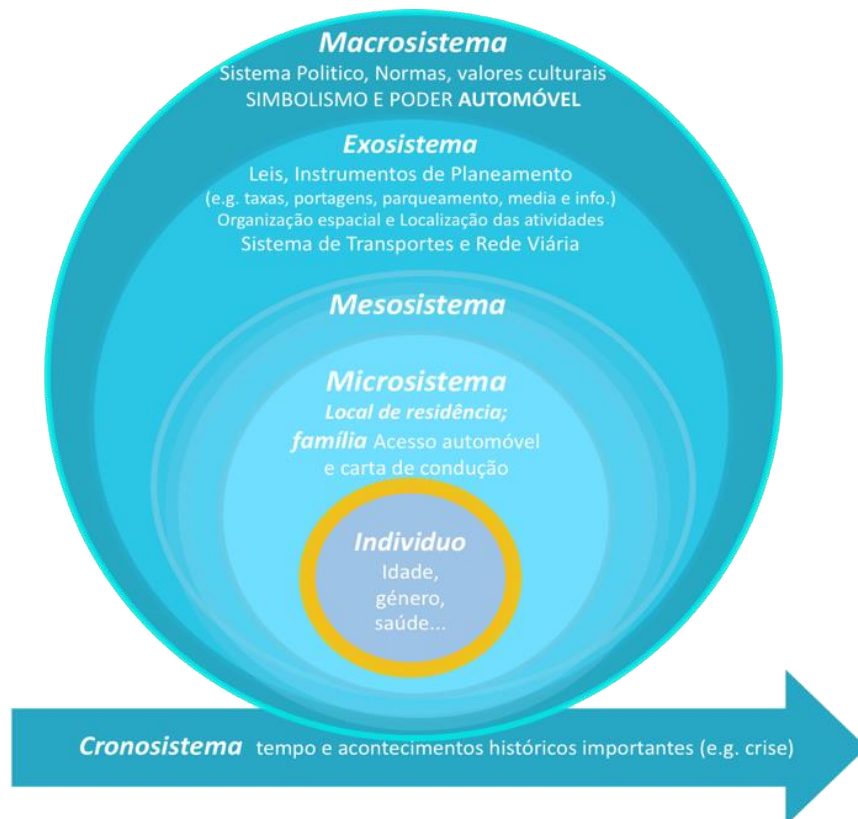 Macrosistema
Sistema Politico, Normas, valores culturais
SIMBOLISMO E PODER AUTOMÓVEL
Exosistema
Leis, Instrumentos de Planeamento
(e.g. taxas, portagens, parqueamento, media e info.)
Organização espacial e Localização das atividades
Sistema de Transportes e Rede Viária
Mesosistema
Microsistema
Local de residência;
família Acesso automóvel
e carta de condução
Individuo
Idade,
género,
saúde...
Cronosistema tempo e acontecimentos históricos importantes (e.g. crise)